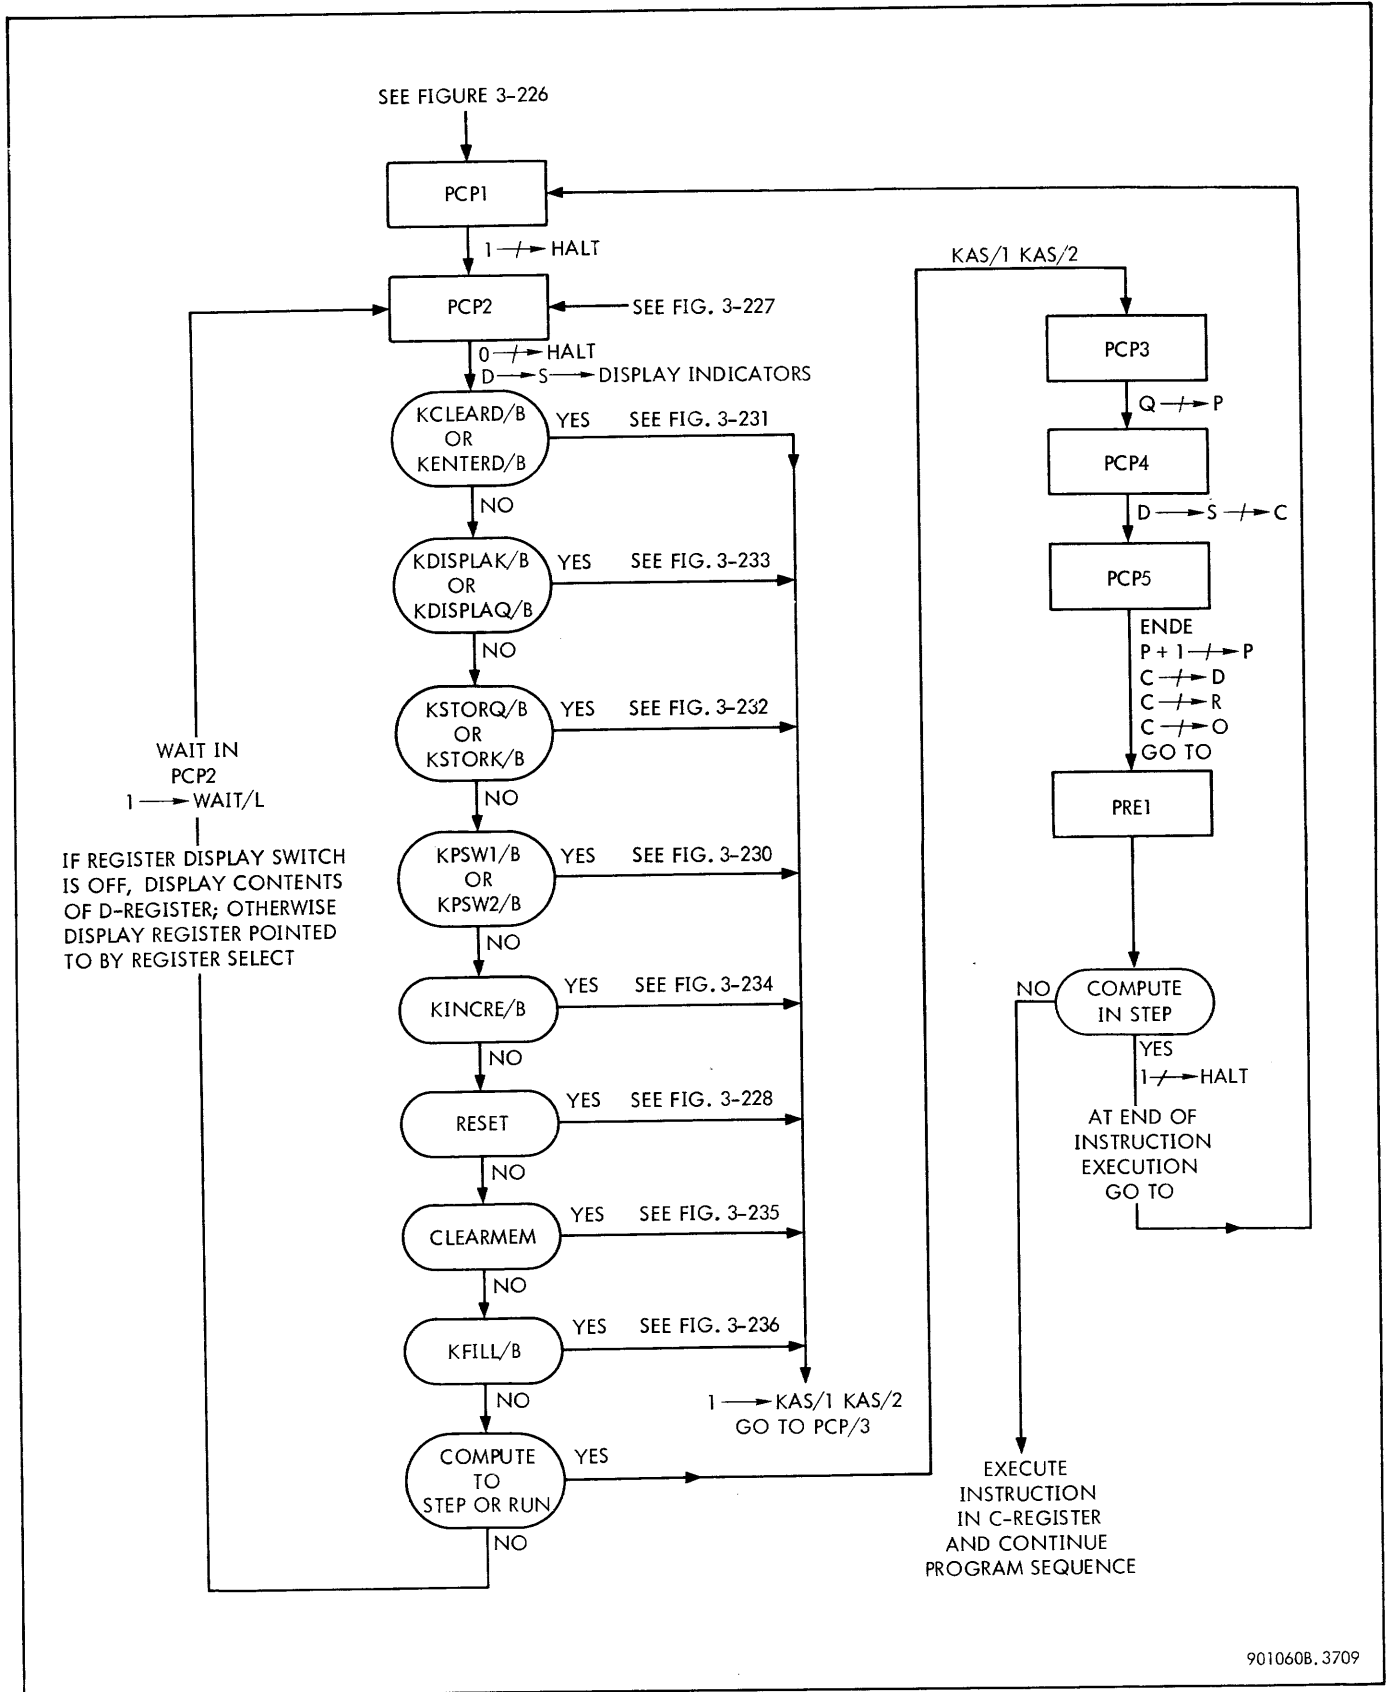 SEE FIGURE 3-226
PCP1
1 -/-> HALT
PCP2
SEE FIG. 3-227
0 -/-> HALT
D → S → DISPLAY INDICATORS
KCLEARD/B
OR
KENTERD/B
YES SEE FIG. 3-231
NO
KDISPLAK/B
OR
KDISPLAQ/B
YES SEE FIG. 3-233
NO
KSTORQ/B
OR
KSTORK/B
YES SEE FIG. 3-232
NO
KPSW1/B
OR
KPSW2/B
YES SEE FIG. 3-230
NO
KINCRE/B
YES SEE FIG. 3-234
NO
RESET
YES SEE FIG. 3-228
NO
CLEARMEM
YES SEE FIG. 3-235
NO
KFILL/B
YES SEE FIG. 3-236
NO
1 → KAS/1 KAS/2
GO TO PCP/3
COMPUTE
TO
STEP OR RUN
YES
NO
WAIT IN
PCP2
1 → WAIT/L
IF REGISTER DISPLAY SWITCH
IS OFF, DISPLAY CONTENTS
OF D-REGISTER; OTHERWISE
DISPLAY REGISTER POINTED
TO BY REGISTER SELECT
KAS/1 KAS/2
PCP3
Q -/-> P
PCP4
D → S -/-> C
PCP5
ENDE
P + 1 -/-> P
C -/-> D
C -/-> R
C -/-> O
GO TO
PRE1
COMPUTE
IN STEP
NO
YES
1 -/-> HALT
AT END OF
INSTRUCTION
EXECUTION
GO TO
EXECUTE
INSTRUCTION
IN C-REGISTER
AND CONTINUE
PROGRAM SEQUENCE
901060B.3709